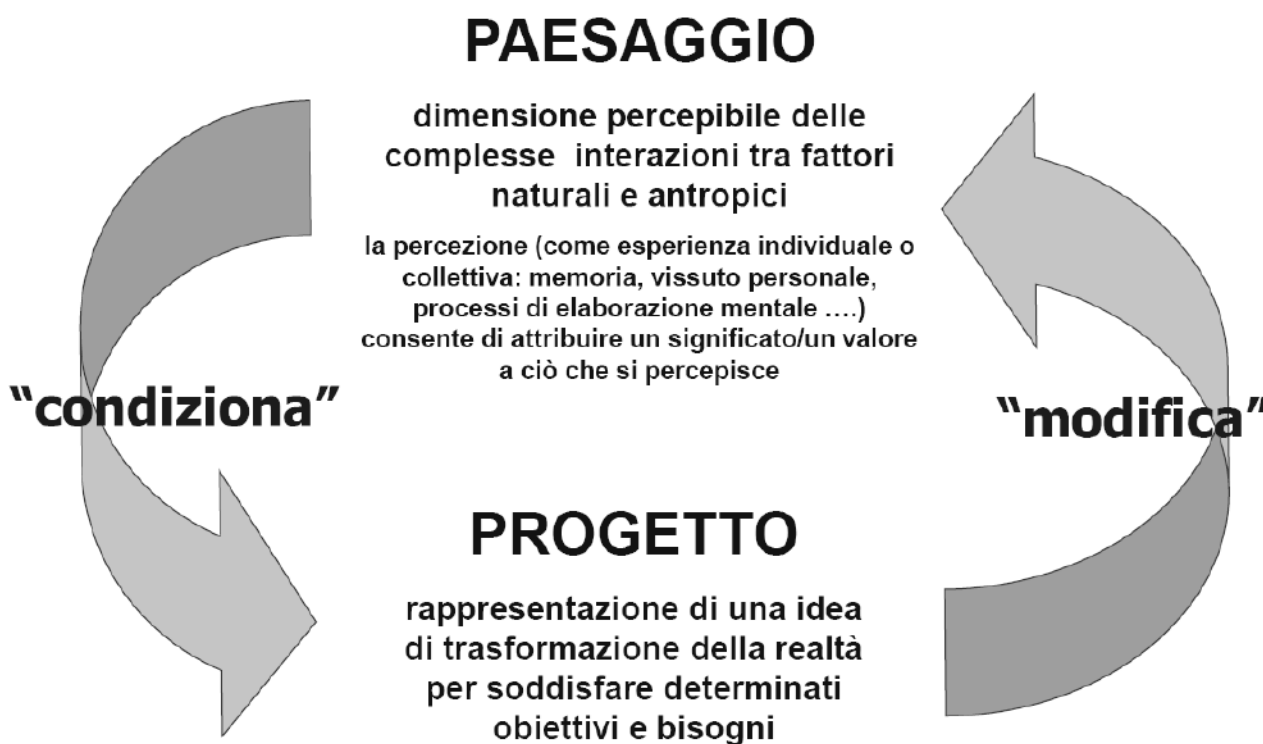 PAESAGGIO
dimensione percepibile delle
complesse interazioni tra fattori
naturali e antropici
la percezione (come esperienza individuale o
collettiva: memoria, vissuto personale,
processi di elaborazione mentale ….)
consente di attribuire un significato/un valore
a ciò che si percepisce
“condiziona”
“modifica”
PROGETTO
rappresentazione di una idea
di trasformazione della realtà
per soddisfare determinati
obiettivi e bisogni